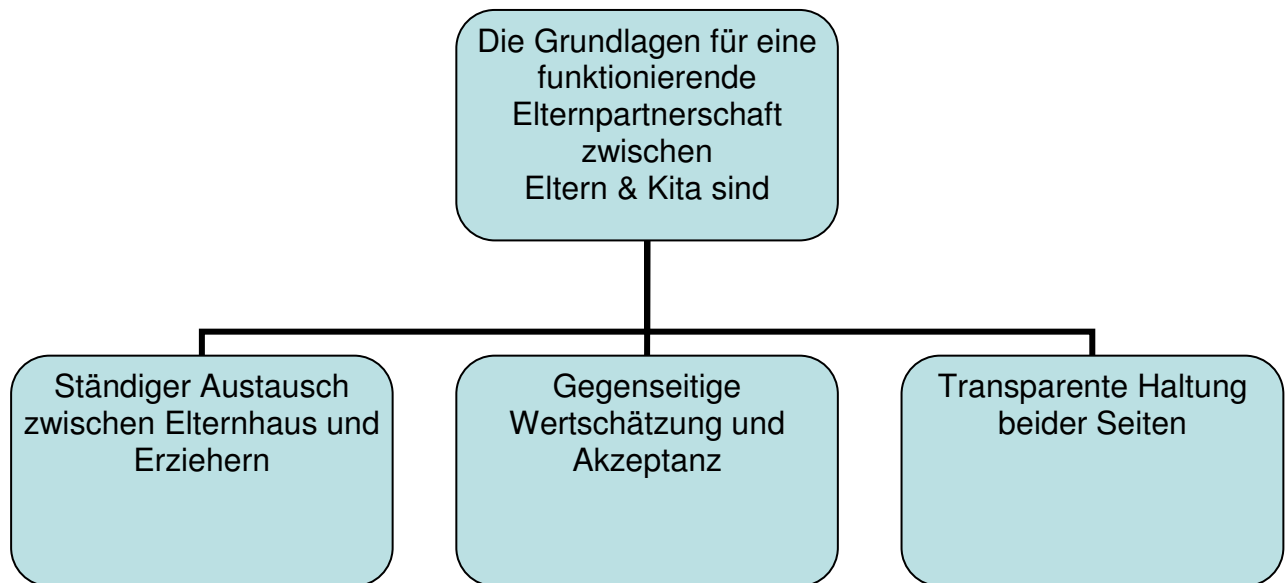 Die Grundlagen für eine
funktionierende
Elternpartnerschaft
zwischen
Eltern & Kita sind
Ständiger Austausch
zwischen Elternhaus und
Erziehern
Gegenseitige
Wertschätzung und
Akzeptanz
Transparente Haltung
beider Seiten